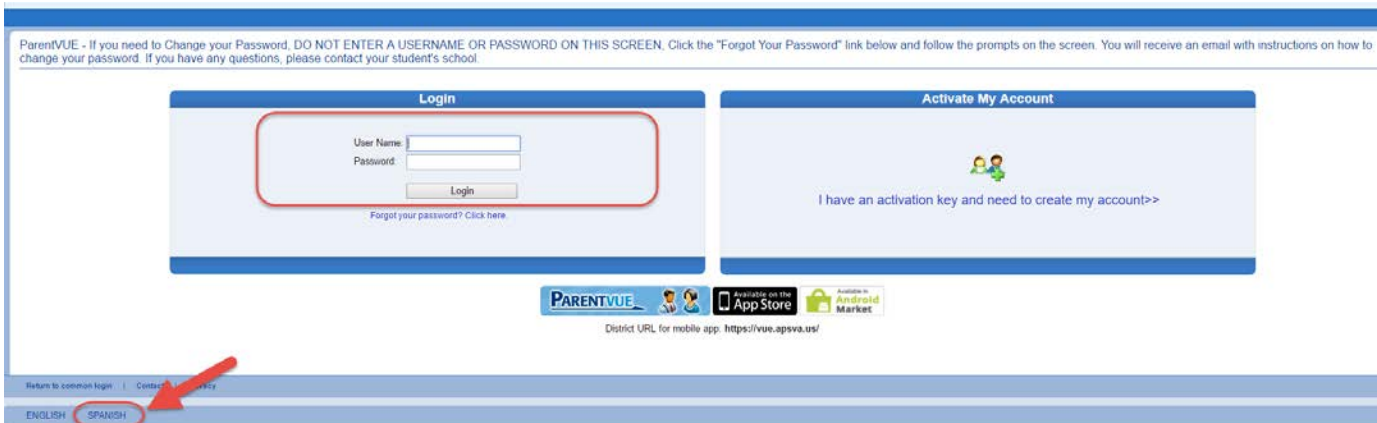 ParentVUE - If you need to Change your Password, DO NOT ENTER A USERNAME OR PASSWORD ON THIS SCREEN, Click the "Forgot Your Password" link below and follow the prompts on the screen. You will receive an email with instructions on how to
change your password. If you have any questions, please contact your student's school.
Login
User Name:
Password:
Login
Forgot your password? Click here.
Activate My Account
I have an activation key and need to create my account>>
PARENTVUE
Available on the
App Store
Available in
Android
Market
District URL for mobile app: https://vue.apsva.us/
Return to common login |
ENGLISH SPANISH